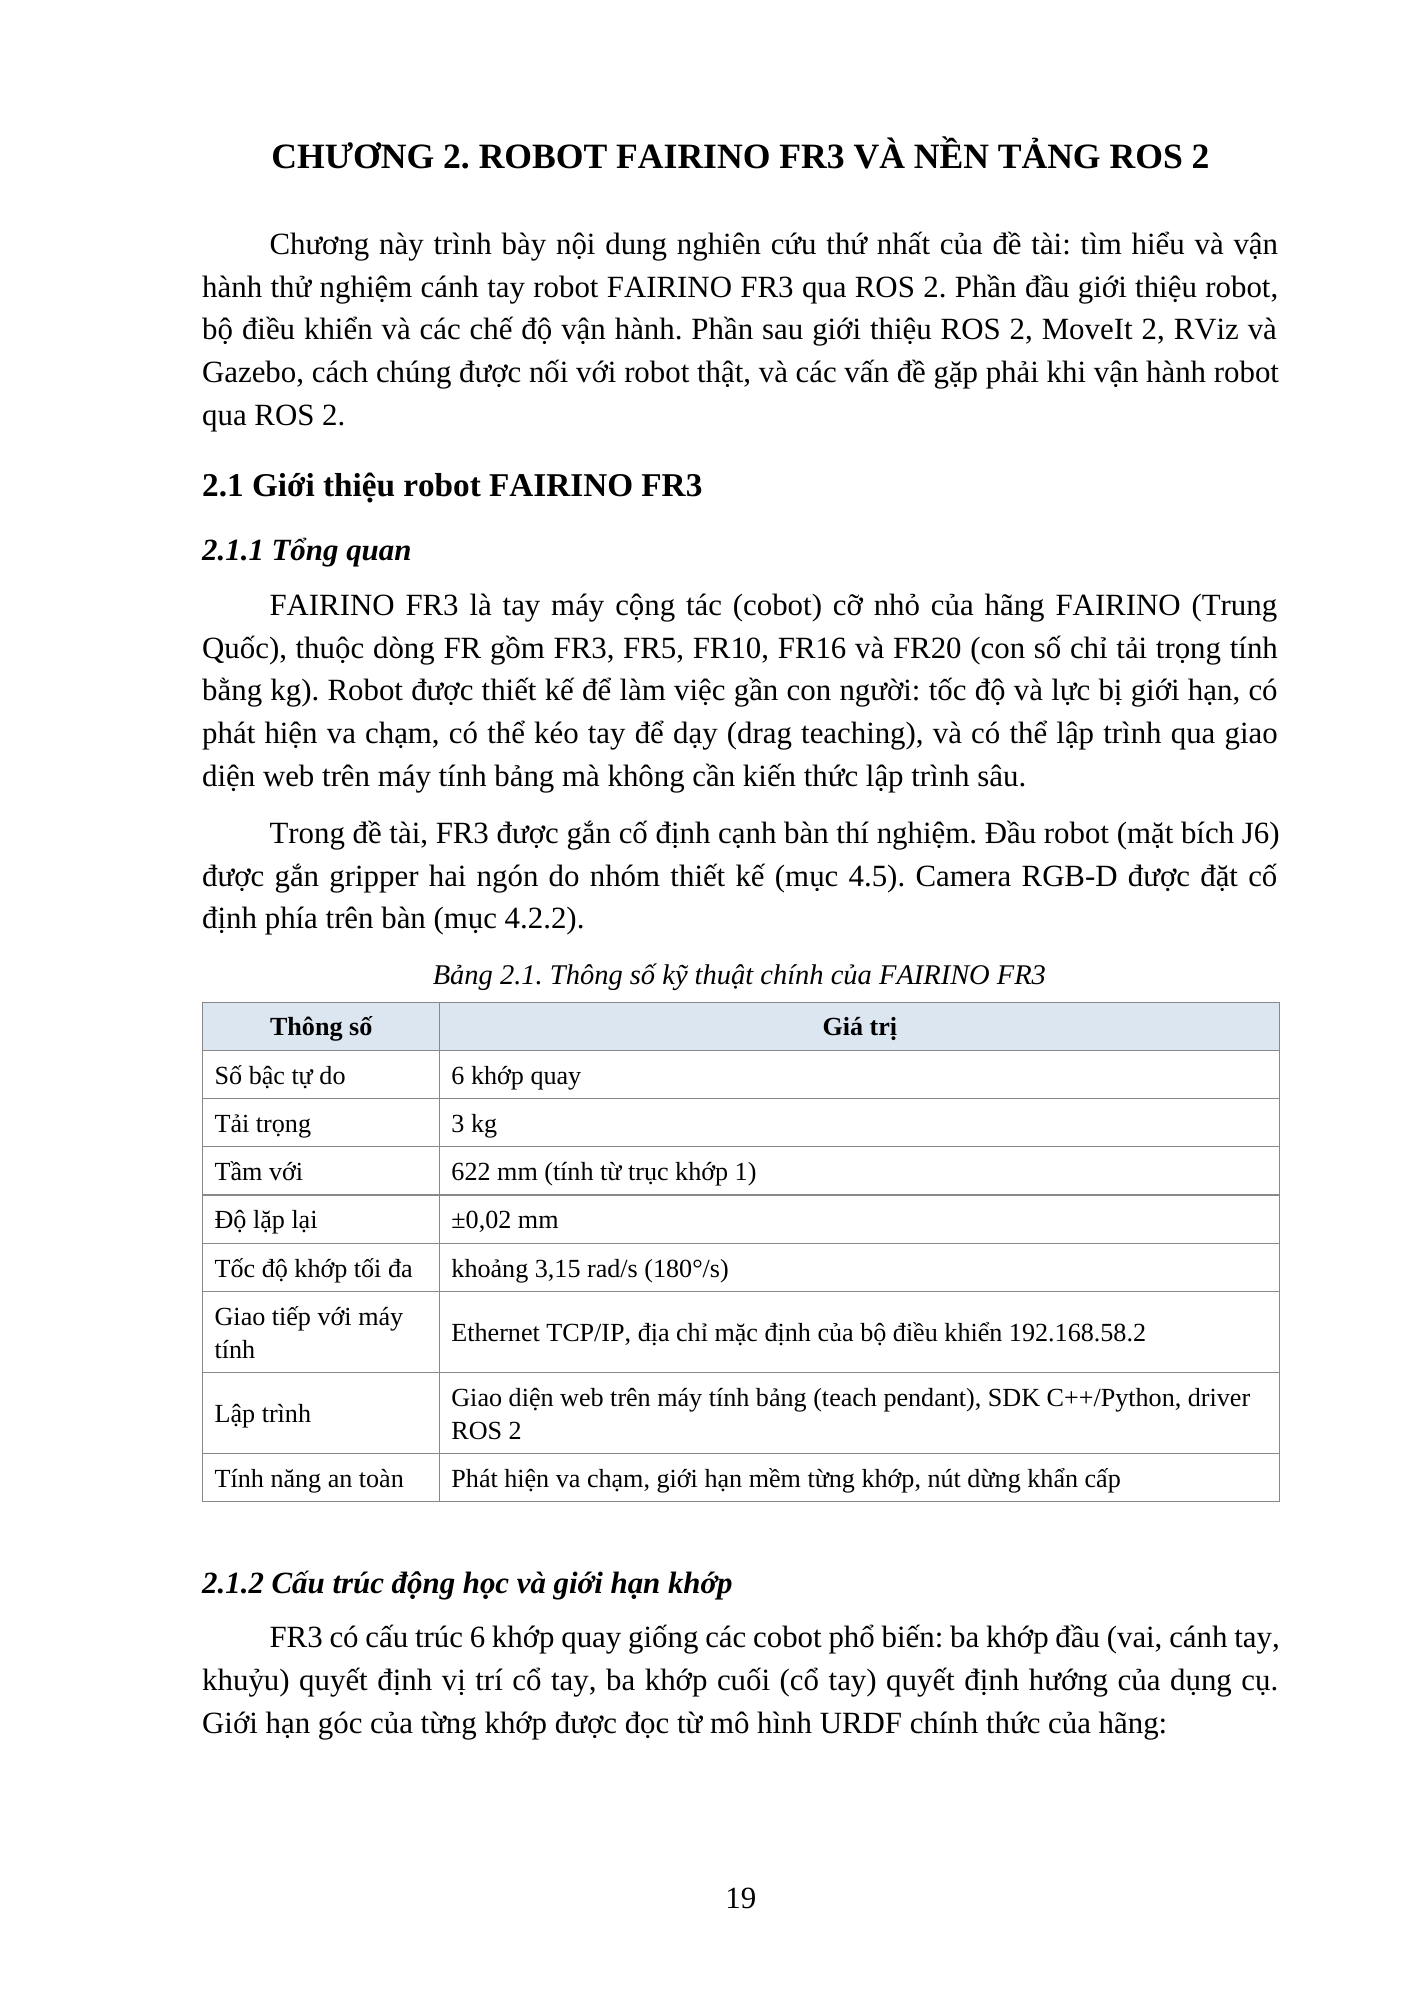 CHƯƠNG 2. ROBOT FAIRINO FR3 VÀ NỀN TẢNG ROS 2
Chương này trình bày nội dung nghiên cứu thứ nhất của đề tài: tìm hiểu và vận
hành thử nghiệm cánh tay robot FAIRINO FR3 qua ROS 2. Phần đầu giới thiệu robot,
bộ điều khiển và các chế độ vận hành. Phần sau giới thiệu ROS 2, MoveIt 2, RViz và
Gazebo, cách chúng được nối với robot thật, và các vấn đề gặp phải khi vận hành robot
qua ROS 2.
2.1 Giới thiệu robot FAIRINO FR3
2.1.1 Tổng quan
FAIRINO FR3 là tay máy cộng tác (cobot) cỡ nhỏ của hãng FAIRINO (Trung
Quốc), thuộc dòng FR gồm FR3, FR5, FR10, FR16 và FR20 (con số chỉ tải trọng tính
bằng kg). Robot được thiết kế để làm việc gần con người: tốc độ và lực bị giới hạn, có
phát hiện va chạm, có thể kéo tay để dạy (drag teaching), và có thể lập trình qua giao
diện web trên máy tính bảng mà không cần kiến thức lập trình sâu.
Trong đề tài, FR3 được gắn cố định cạnh bàn thí nghiệm. Đầu robot (mặt bích J6)
được gắn gripper hai ngón do nhóm thiết kế (mục 4.5). Camera RGB-D được đặt cố
định phía trên bàn (mục 4.2.2).
Bảng 2.1. Thông số kỹ thuật chính của FAIRINO FR3
Thông số Giá trị
Số bậc tự do 6 khớp quay
Tải trọng 3 kg
Tầm với 622 mm (tính từ trục khớp 1)
Độ lặp lại ±0,02 mm
Tốc độ khớp tối đa khoảng 3,15 rad/s (180°/s)
Giao tiếp với máy
tính
Ethernet TCP/IP, địa chỉ mặc định của bộ điều khiển 192.168.58.2
Lập trình
Giao diện web trên máy tính bảng (teach pendant), SDK C++/Python, driver
ROS 2
Tính năng an toàn Phát hiện va chạm, giới hạn mềm từng khớp, nút dừng khẩn cấp
2.1.2 Cấu trúc động học và giới hạn khớp
FR3 có cấu trúc 6 khớp quay giống các cobot phổ biến: ba khớp đầu (vai, cánh tay,
khuỷu) quyết định vị trí cổ tay, ba khớp cuối (cổ tay) quyết định hướng của dụng cụ.
Giới hạn góc của từng khớp được đọc từ mô hình URDF chính thức của hãng:
19